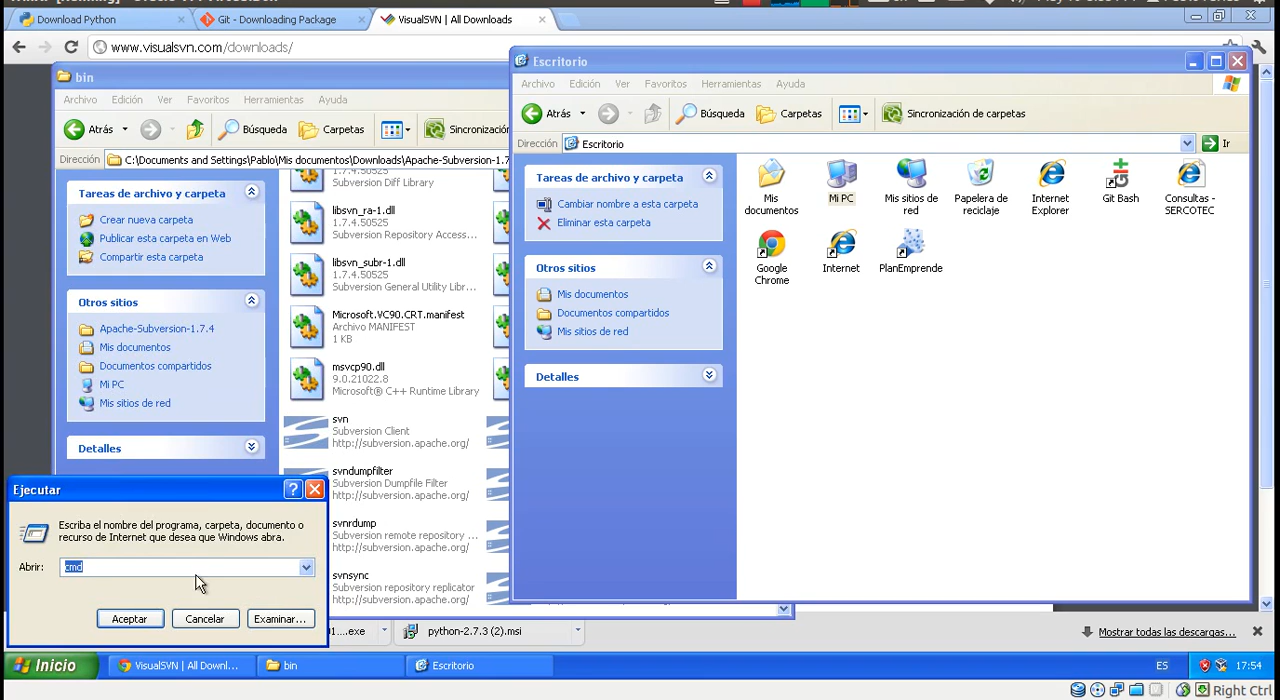 Download Python
Git - Downloading Package
VisualSVN | All Downloads
www.visualsvn.com/downloads/
bin
Archivo Edición Ver Favoritos Herramientas Ayuda
Atrás Búsqueda Carpetas Sincronización
Dirección C:\Documents and Settings\Pablo\Mis documentos\Downloads\Apache-Subversion-1.7
Tareas de archivo y carpeta
Crear nueva carpeta
Publicar esta carpeta en Web
Compartir esta carpeta
Otros sitios
Apache-Subversion-1.7.4
Mis documentos
Documentos compartidos
Mi PC
Mis sitios de red
Detalles
1.7.4.50525
Subversion Diff Library
libsvn_ra-1.dll
1.7.4.50525
Subversion Repository Access...
libsvn_subr-1.dll
1.7.4.50525
Subversion General Utility Libr...
Microsoft.VC90.CRT.manifest
Archivo MANIFEST
1 KB
msvcp90.dll
9.0.21022.8
Microsoft® C++ Runtime Library
svn
Subversion Client
http://subversion.apache.org/
svndumpfilter
Subversion Dumpfile Filter
http://subversion.apache.org/
svnrdump
Subversion remote repository ...
http://subversion.apache.org/
svnsync
Subversion repository replicator
http://subversion.apache.org/
Escritorio
Archivo Edición Ver Favoritos Herramientas Ayuda
Atrás Búsqueda Carpetas Sincronización de carpetas
Dirección Escritorio Ir
Tareas de archivo y carpeta
Cambiar nombre a esta carpeta
Eliminar esta carpeta
Otros sitios
Mis documentos
Documentos compartidos
Mis sitios de red
Detalles
Mis documentos
Mi PC
Mis sitios de red
Papelera de reciclaje
Internet Explorer
Git Bash
Consultas - SERCOTEC
Google Chrome
Internet
PlanEmprende
Ejecutar
Escriba el nombre del programa, carpeta, documento o
recurso de Internet que desea que Windows abra.
Abrir: cmd
Aceptar Cancelar Examinar...
01....exe
python-2.7.3 (2).msi
Mostrar todas las descargas...
Inicio
VisualSVN | All Downl...
bin
Escritorio
ES
17:54
Right Ctrl